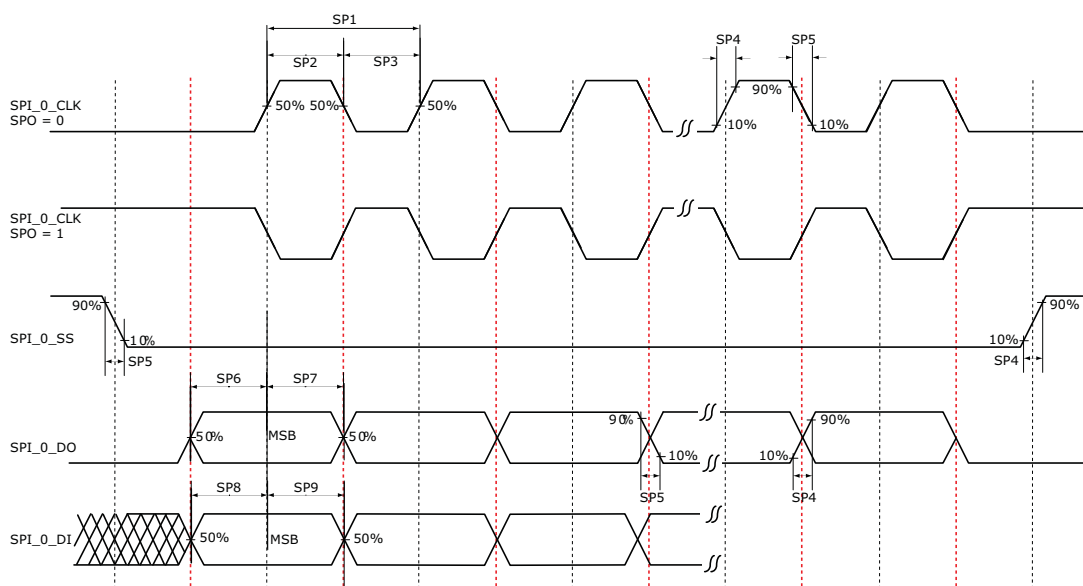 SP1
SP4 SP5
SP2 SP3
SPI_0_CLK
SPO = 0
50% 50% 50% 90%
10% 10%
SPI_0_CLK
SPO = 1
90% 90%
SPI_0_SS
10% 10%
SP5 SP4
SP6 SP7
90% 90%
50% MSB 50%
SPI_0_DO
10% 10%
SP5 SP4
SP8 SP9
SPI_0_DI
50% MSB 50%